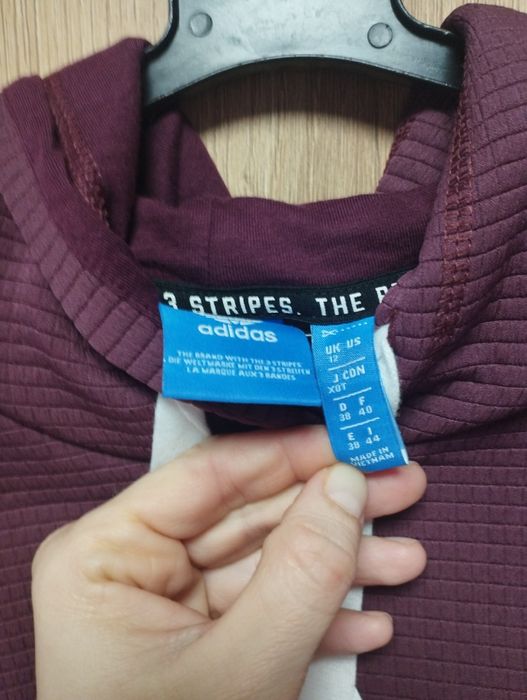 3 STRIPES. THE
adidas
THE BRAND WITH THE 3 STRIPES
DIE WELTMARKE MIT DEN 3 STREIFEN
LA MARQUE AUX 3 BANDES
UK US
12
J CDN
XOT
D F
38 40
E I
38 44
MADE IN
VIETNAM